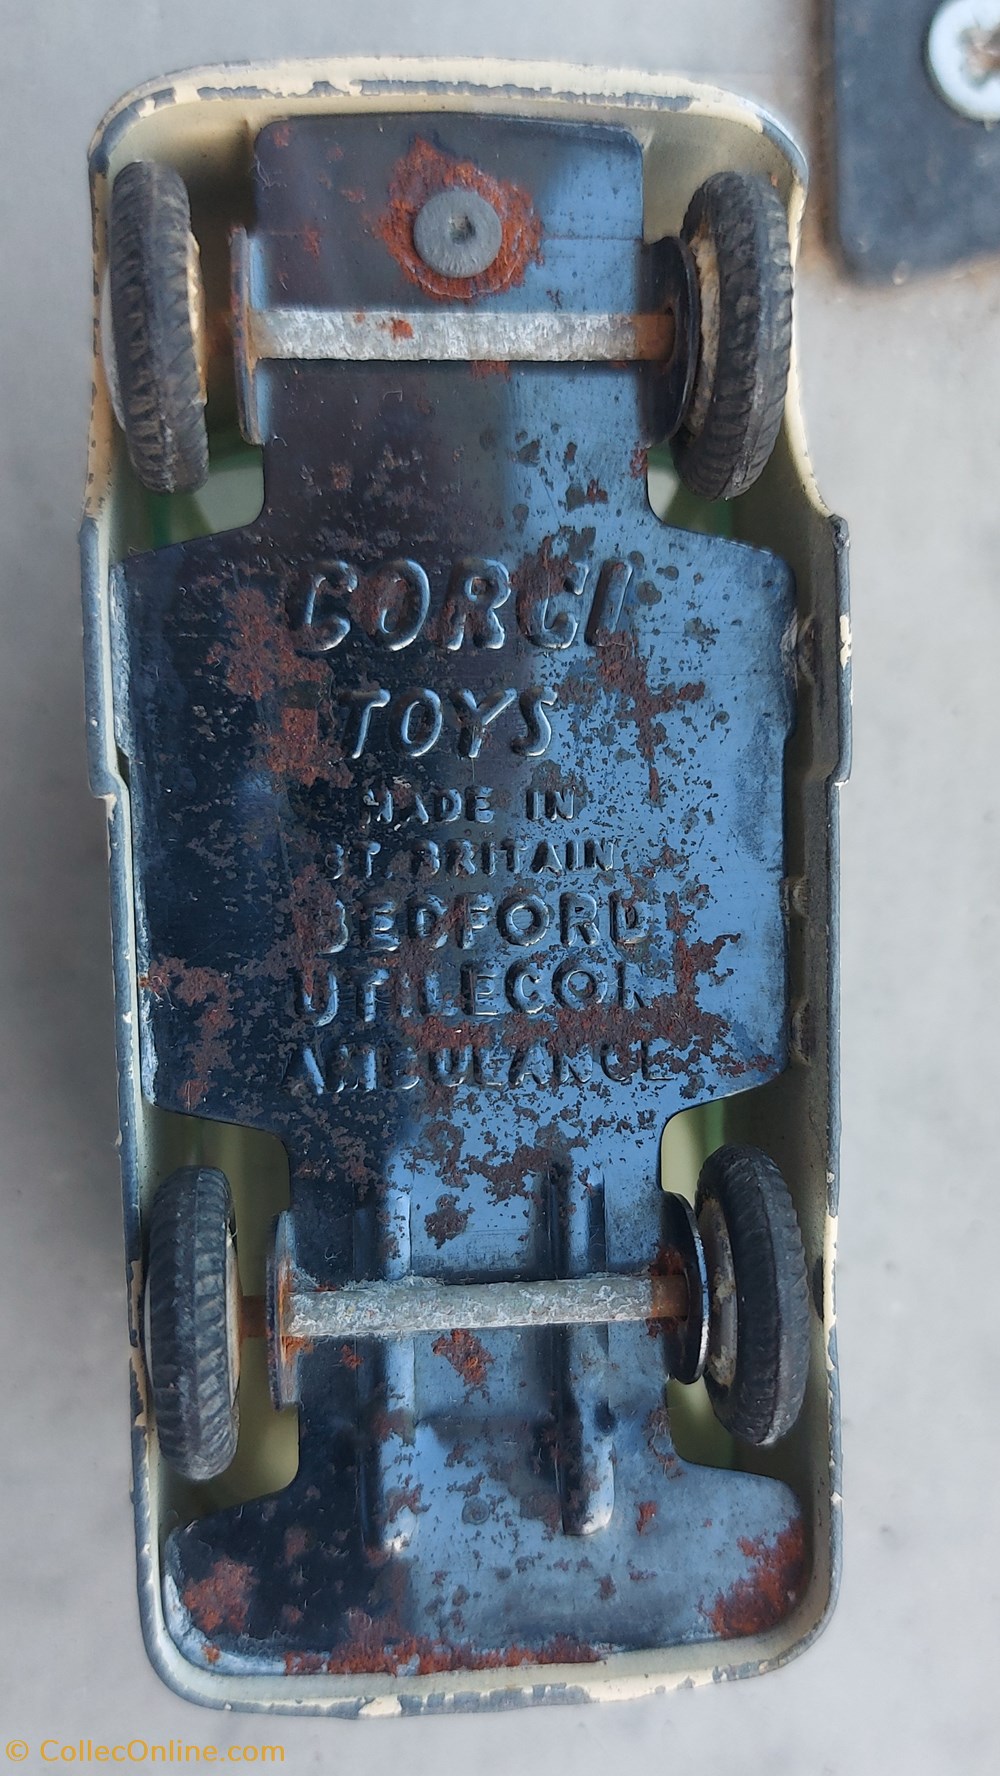 CORGI
TOYS
MADE IN
GT. BRITAIN
BEDFORD
UTILECON
AMBULANCE
© CollecOnline.com